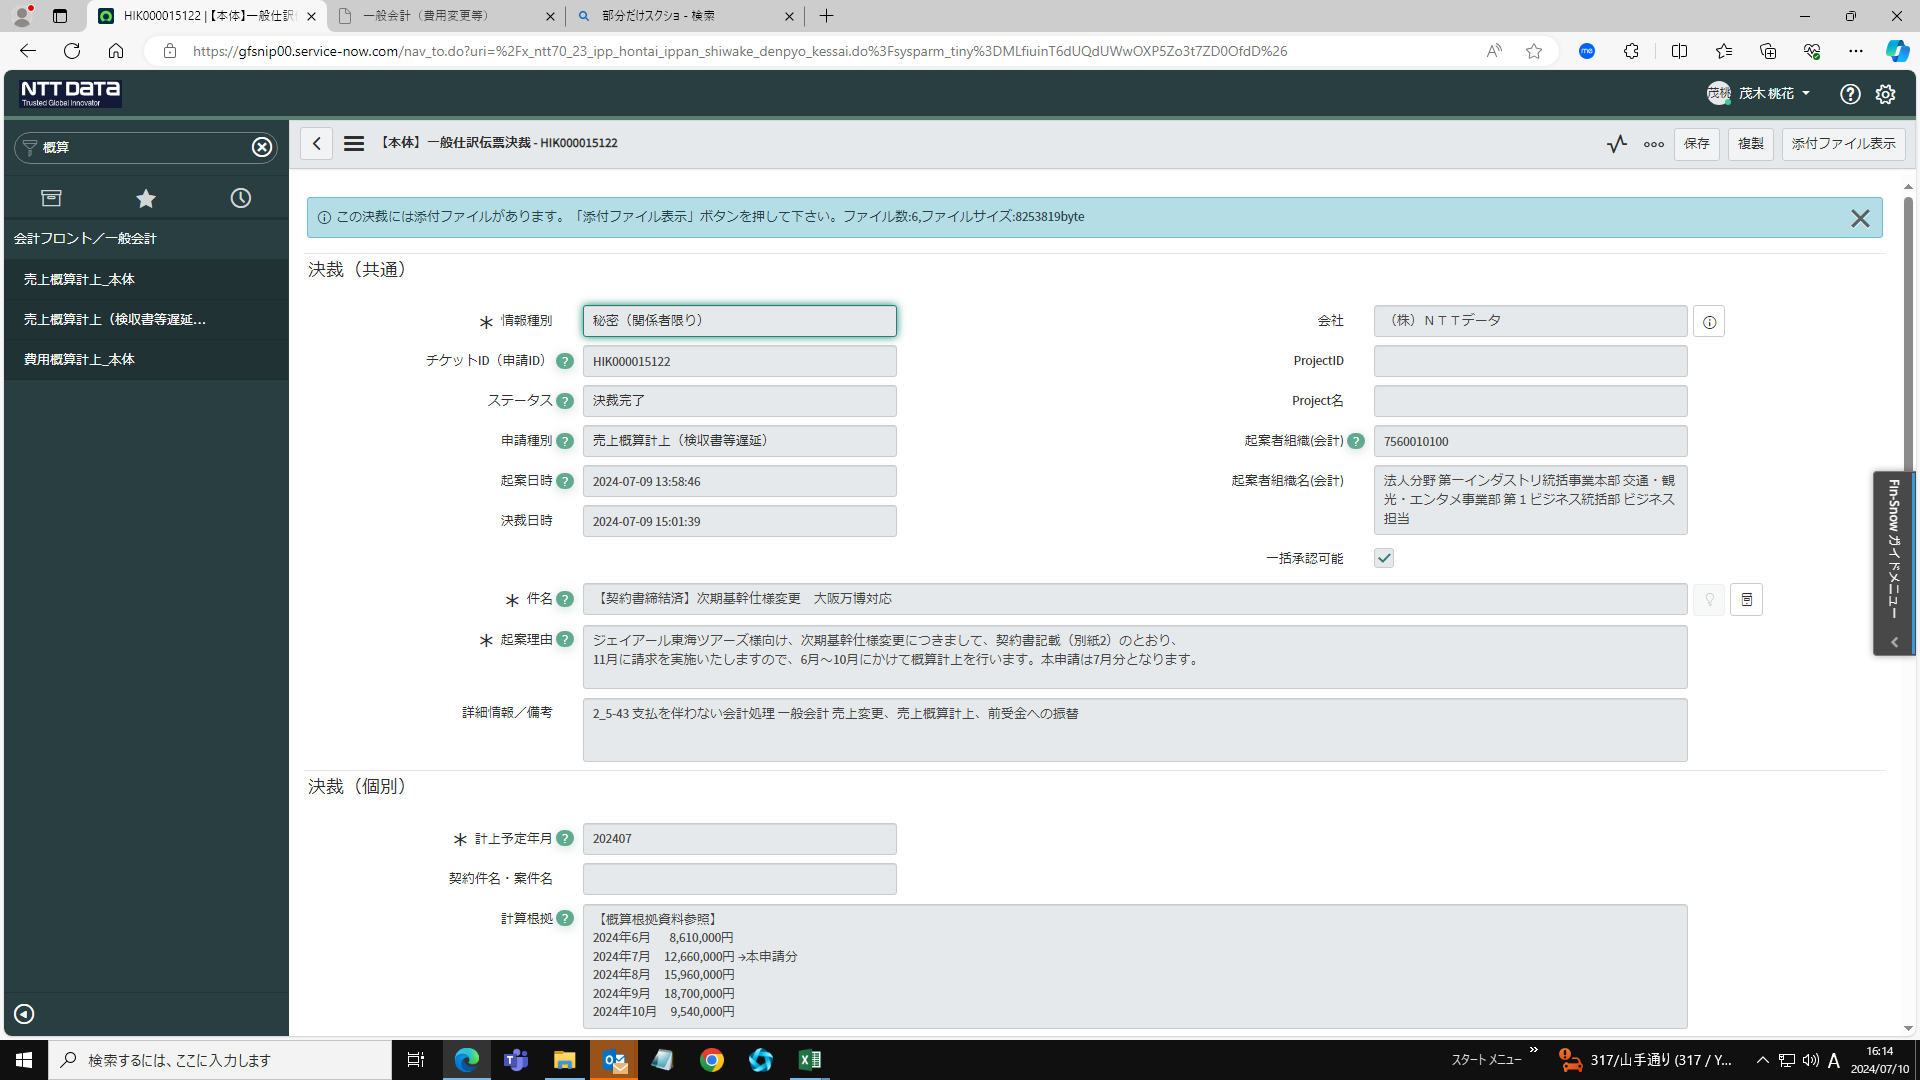 HIK000015122 | 【本体】一般仕訳伝
一般会計（費用変更等）
部分だけスクショ - 検索
https://gfsnip00.service-now.com/nav_to.do?uri=%2Fx_ntt70_23_ipp_hontai_ippan_shiwake_denpyo_kessai.do%3Fsysparm_tiny%3DMLfiuinT6dUQdUWwOXP5Zo3t7ZD0OfdD%26
NTT DATA
Trusted Global Innovator
茂桃 茂木 桃花
概算
【本体】一般仕訳伝票決裁 - HIK000015122
保存
複製
添付ファイル表示
会計フロント／一般会計
売上概算計上_本体
売上概算計上（検収書等遅延...
費用概算計上_本体
この決裁には添付ファイルがあります。「添付ファイル表示」ボタンを押して下さい。ファイル数:6,ファイルサイズ:8253819byte
決裁（共通）
＊ 情報種別 秘密（関係者限り）
会社 （株）ＮＴＴデータ
チケットID（申請ID） ? HIK000015122
ProjectID
ステータス ? 決裁完了
Project名
申請種別 ? 売上概算計上（検収書等遅延）
起案者組織(会計) ? 7560010100
起案日時 ? 2024-07-09 13:58:46
起案者組織名(会計) 法人分野 第一インダストリ統括事業本部 交通・観
光・エンタメ事業部 第１ビジネス統括部 ビジネス
担当
決裁日時 2024-07-09 15:01:39
一括承認可能
＊ 件名 ? 【契約書締結済】次期基幹仕様変更　大阪万博対応
＊ 起案理由 ? ジェイアール東海ツアーズ様向け、次期基幹仕様変更につきまして、契約書記載（別紙2）のとおり、
11月に請求を実施いたしますので、6月～10月にかけて概算計上を行います。本申請は7月分となります。
詳細情報／備考 2_5-43 支払を伴わない会計処理 一般会計 売上変更、売上概算計上、前受金への振替
Fin-Snow ガイドメニュー
決裁（個別）
＊ 計上予定年月 ? 202407
契約件名・案件名
計算根拠 ? 【概算根拠資料参照】
2024年6月　 8,610,000円
2024年7月　12,660,000円 →本申請分
2024年8月　15,960,000円
2024年9月　18,700,000円
2024年10月　9,540,000円
検索するには、ここに入力します
スタート メニュー
317/山手通り (317 / Y...
A
16:14
2024/07/10